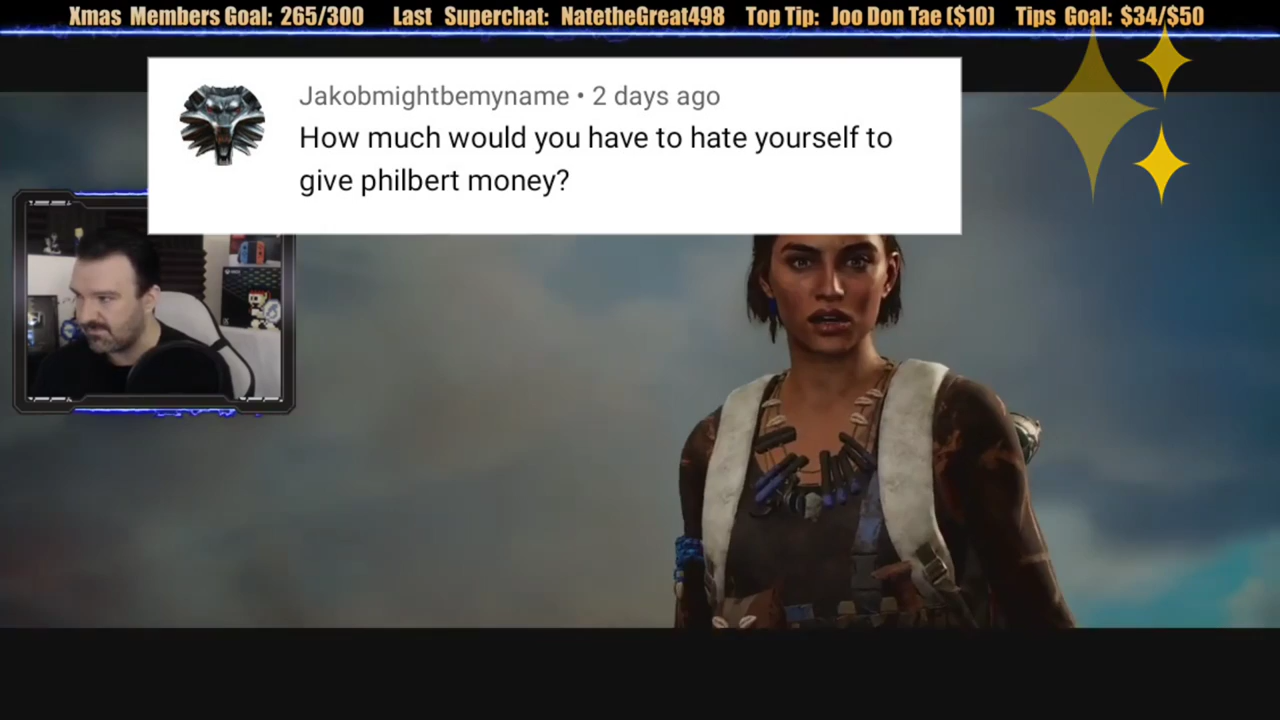 Xmas Members Goal: 265/300 Last Superchat: NatetheGreat498 Top Tip: Joo Don Tae ($10) Tips Goal: $34/$50
Jakobmightbemyname • 2 days ago
How much would you have to hate yourself to
give philbert money?